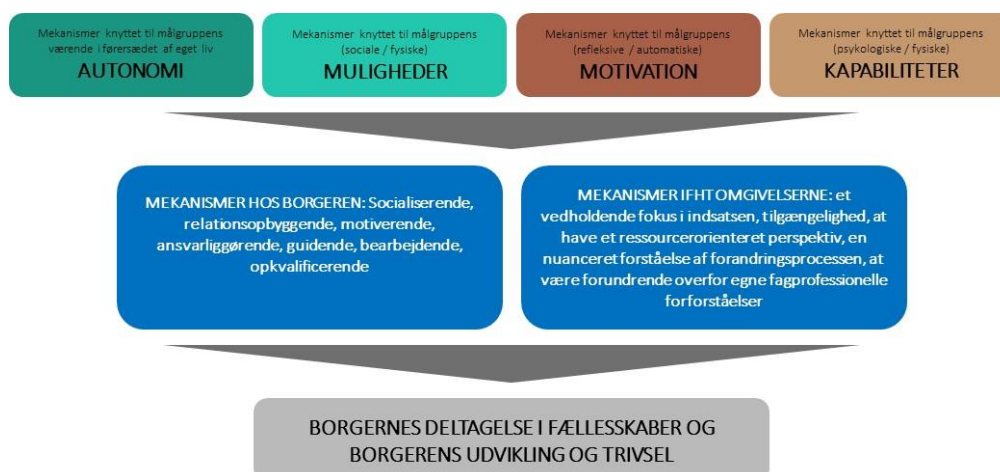 Mekanismer knyttet til målgruppens
værende i førersædet af eget liv
AUTONOMI
Mekanismer knyttet til målgruppens
(sociale / fysiske)
MULIGHEDER
Mekanismer knyttet til målgruppens
(refleksive / automatiske)
MOTIVATION
Mekanismer knyttet til målgruppens
(psykologiske / fysiske)
KAPABILITETER
MEKANISMER HOS BORGEREN: Socialiserende,
relationsopbyggende, motiverende,
ansvarliggørende, guidende, bearbejdende,
opkvalificerende
MEKANISMER IFHT OMGIVELSERNE: et
vedholdende fokus i indsatsen, tilgængelighed, at
have et ressourcerorienteret perspektiv, en
nuanceret forståelse af forandringsprocessen, at
være forundrende overfor egne fagprofessionelle
forforståelser
BORGERNES DELTAGELSE I FÆLLESSKABER OG
BORGERENS UDVIKLING OG TRIVSEL